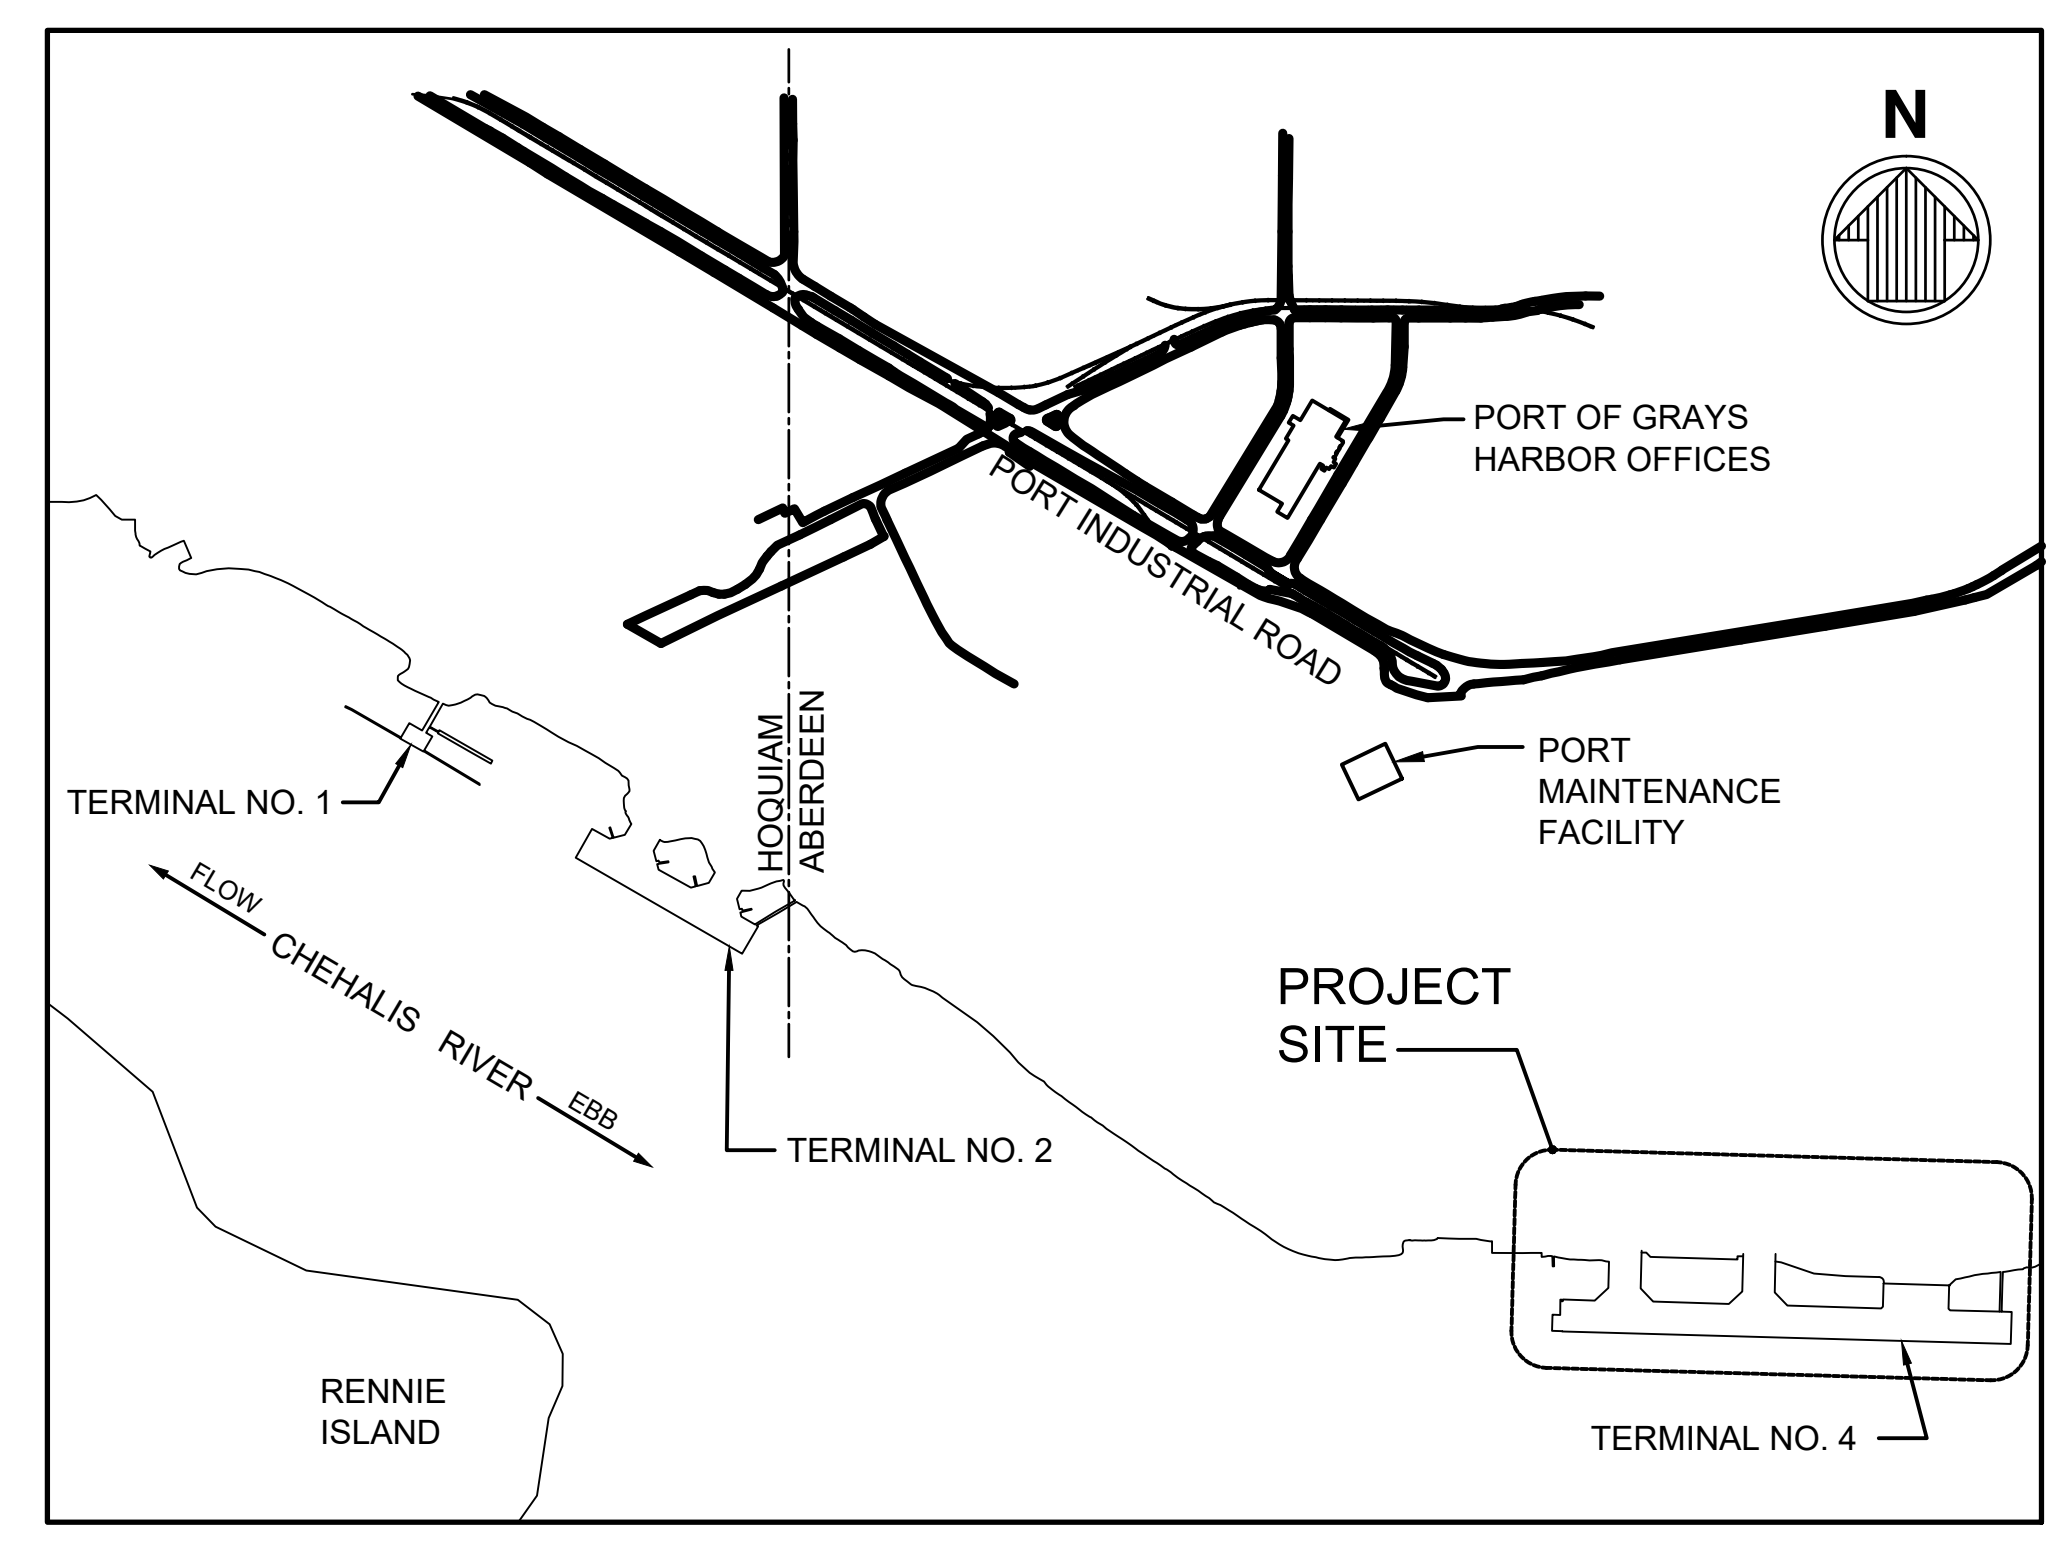 N
PORT OF GRAYS
HARBOR OFFICES
PORT INDUSTRIAL ROAD
HOQUIAM
ABERDEEN
PORT
MAINTENANCE
FACILITY
TERMINAL NO. 1
FLOW
CHEHALIS RIVER
EBB
PROJECT
SITE
TERMINAL NO. 2
RENNIE
ISLAND
TERMINAL NO. 4